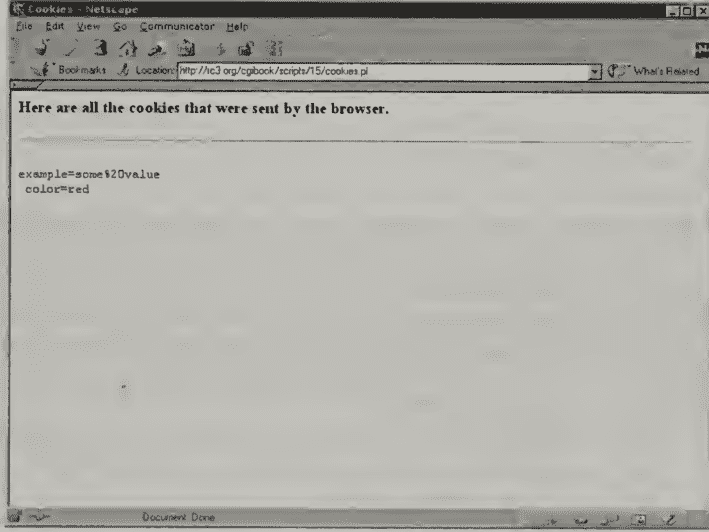 Cookies - Netscape
File Edit View Go Communicator Help
Bookmarks Location: http://rc3.org/cgibook/scripts/15/cookies.pl What's Related
Here are all the cookies that were sent by the browser.
example=some%20value
color=red
Document: Done